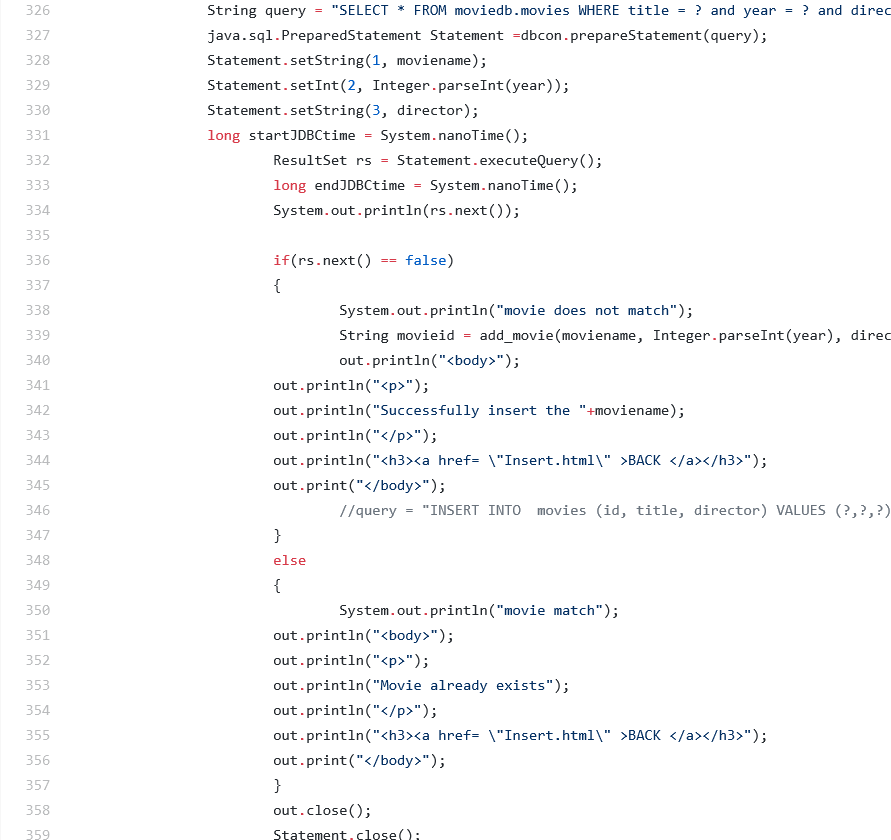 326 String query = "SELECT * FROM moviedb.movies WHERE title = ? and year = ? and direc
327 java.sql.PreparedStatement Statement =dbcon.prepareStatement(query);
328 Statement.setString(1, moviename);
329 Statement.setInt(2, Integer.parseInt(year));
330 Statement.setString(3, director);
331 long startJDBCtime = System.nanoTime();
332 ResultSet rs = Statement.executeQuery();
333 long endJDBCtime = System.nanoTime();
334 System.out.println(rs.next());
335
336 if(rs.next() == false)
337 {
338 System.out.println("movie does not match");
339 String movieid = add_movie(moviename, Integer.parseInt(year), direc
340 out.println("<body>");
341 out.println("<p>");
342 out.println("Successfully insert the "+moviename);
343 out.println("</p>");
344 out.println("<h3><a href= \"Insert.html\" >BACK </a></h3>");
345 out.print("</body>");
346 //query = "INSERT INTO  movies (id, title, director) VALUES (?,?,?)
347 }
348 else
349 {
350 System.out.println("movie match");
351 out.println("<body>");
352 out.println("<p>");
353 out.println("Movie already exists");
354 out.println("</p>");
355 out.println("<h3><a href= \"Insert.html\" >BACK </a></h3>");
356 out.print("</body>");
357 }
358 out.close();
359 Statement.close();